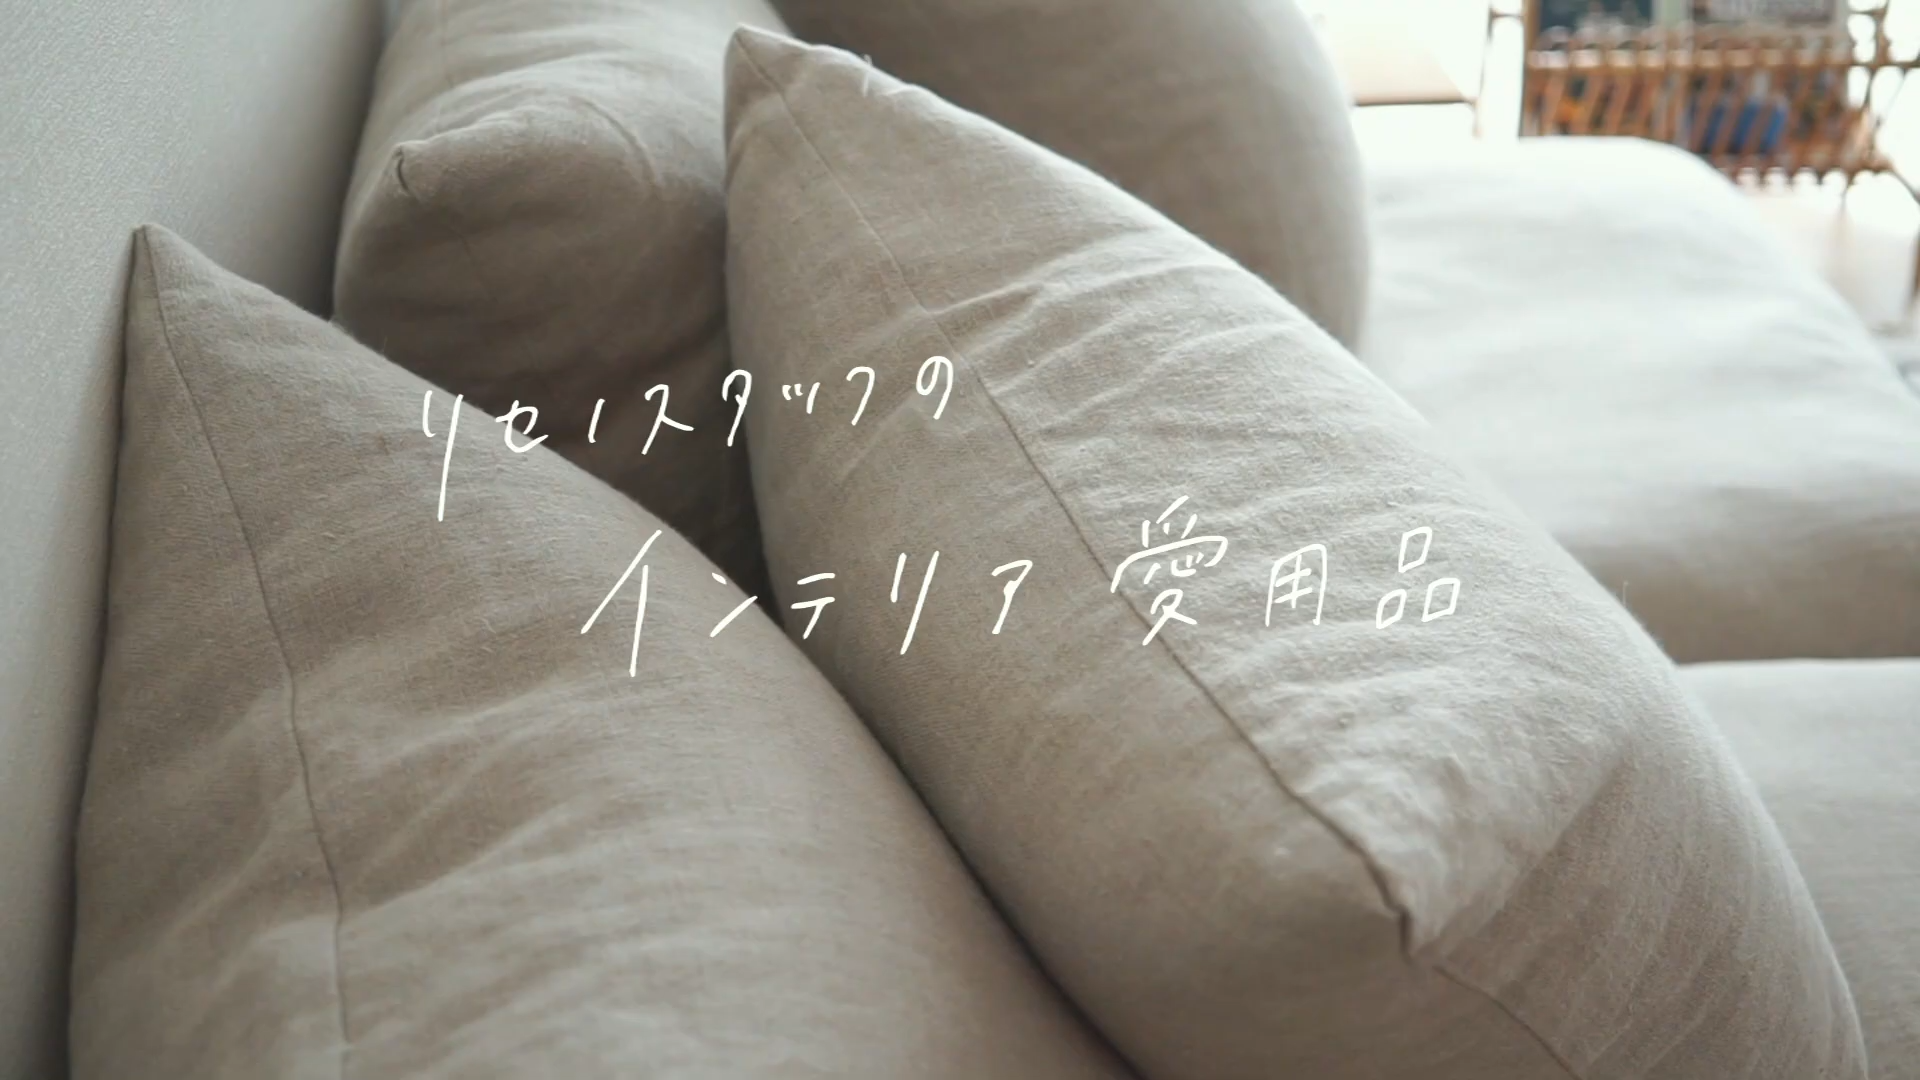 リセノスタッフの
インテリア愛用品